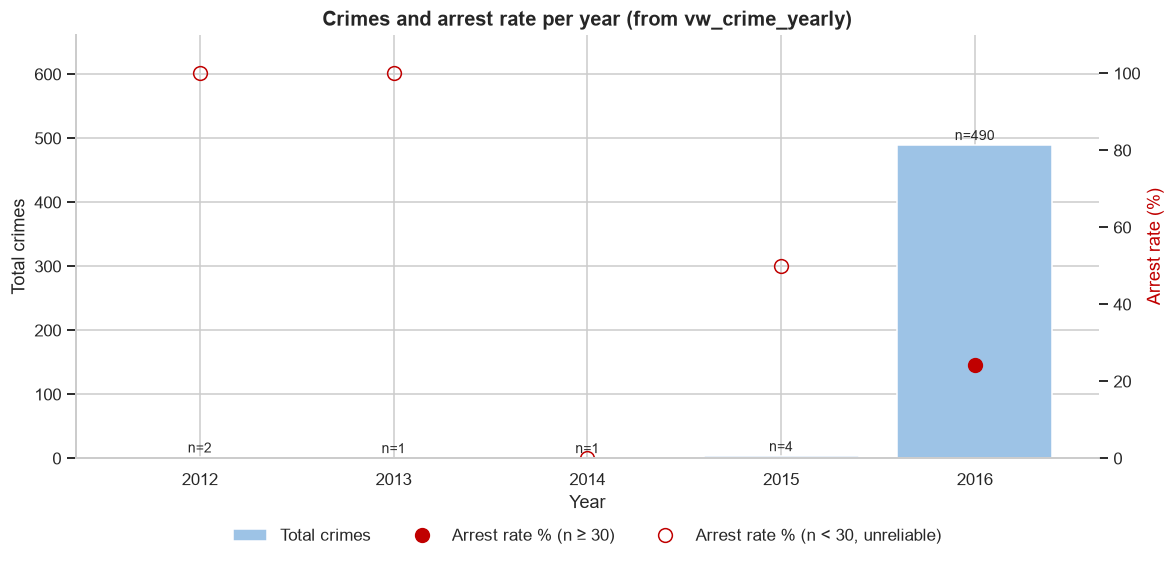 Crimes and arrest rate per year (from vw_crime_yearly)
Total crimes
600
500
400
300
200
100
0
100
80
60
40
20
0
Arrest rate (%)
n=2
n=1
n=1
n=4
n=490
2012 2013 2014 2015 2016
Year
Total crimes Arrest rate % (n ≥ 30) Arrest rate % (n < 30, unreliable)